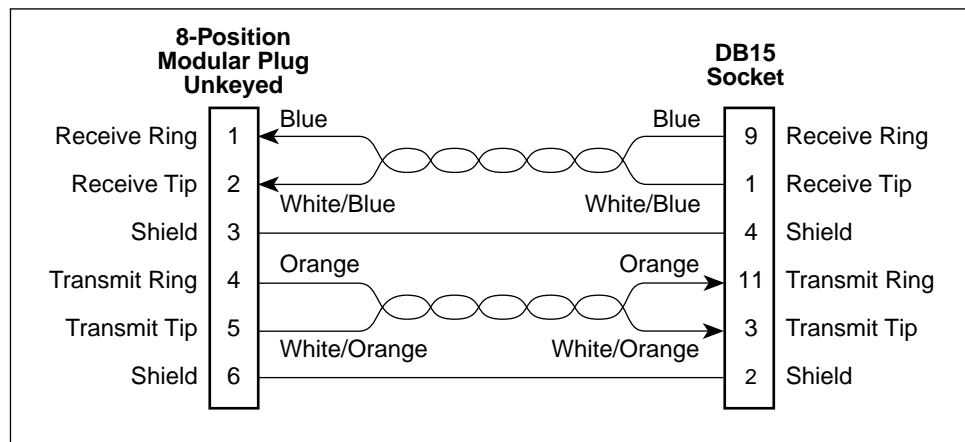 8-Position
Modular Plug
Unkeyed
DB15
Socket
Receive Ring 1 Blue Blue 9 Receive Ring
Receive Tip 2 White/Blue White/Blue 1 Receive Tip
Shield 3 4 Shield
Transmit Ring 4 Orange Orange 11 Transmit Ring
Transmit Tip 5 White/Orange White/Orange 3 Transmit Tip
Shield 6 2 Shield